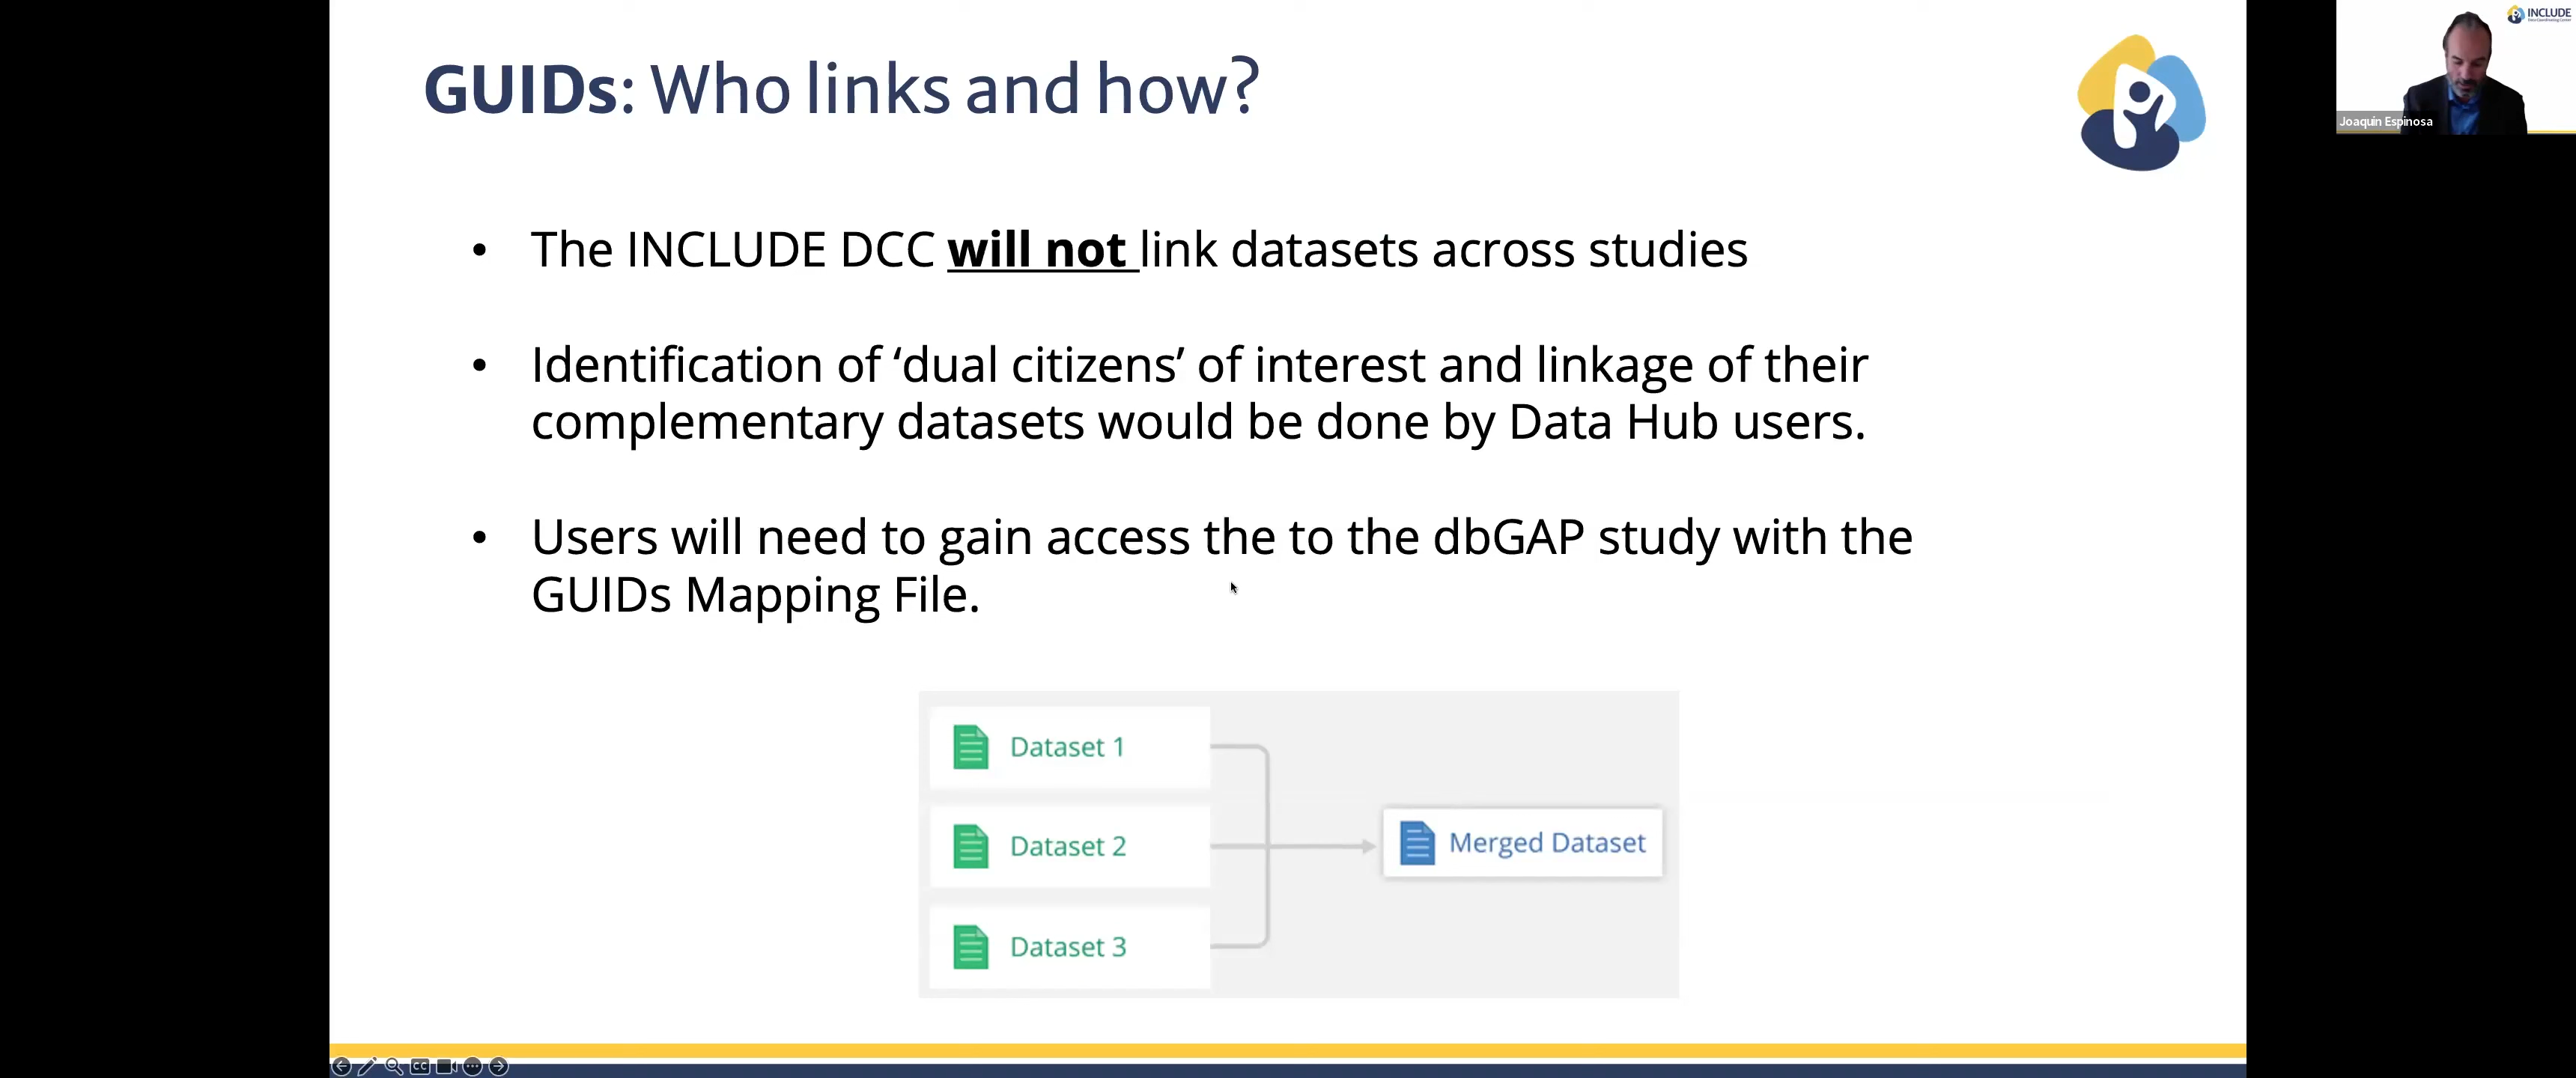 GUIDs: Who links and how?
INCLUDE
Joaquin Espinosa
• The INCLUDE DCC will not link datasets across studies
• Identification of ‘dual citizens’ of interest and linkage of their
complementary datasets would be done by Data Hub users.
• Users will need to gain access the to the dbGAP study with the
GUIDs Mapping File.
Dataset 1
Dataset 2
Merged Dataset
Dataset 3
CC